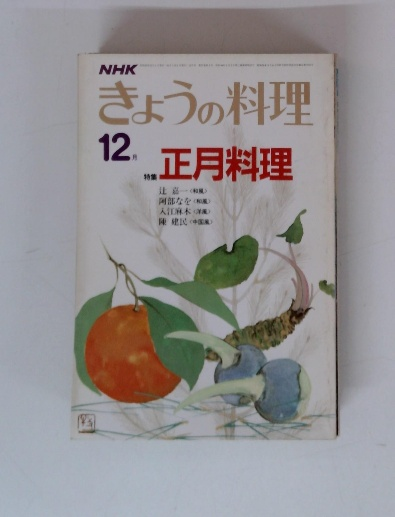 NHK
きょうの料理
12月
特集 正月料理
辻 嘉一〈和風〉
阿部なを〈和風〉
入江麻木〈洋風〉
陳 建民〈中国風〉